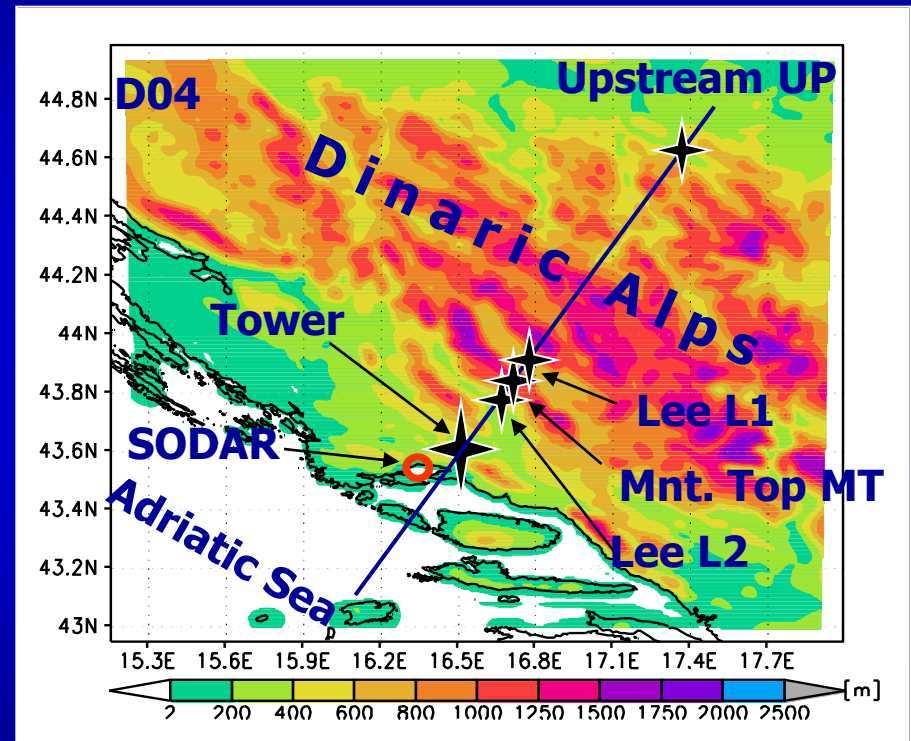 Upstream UP
D04
Dinaric Alps
Tower
Lee L1
SODAR
Mnt. Top MT
Adriatic Sea
Lee L2
44.8N
44.6N
44.4N
44.2N
44N
43.8N
43.6N
43.4N
43.2N
43N
15.3E 15.6E 15.9E 16.2E 16.5E 16.8E 17.1E 17.4E 17.7E
[m]
2 200 400 600 800 1000 1250 1500 1750 2000 2500